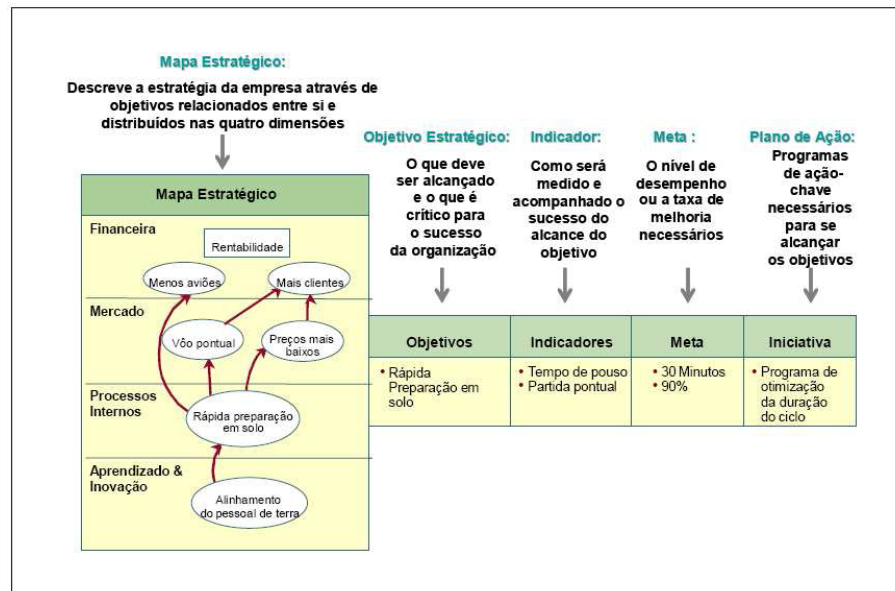 Mapa Estratégico:
Descreve a estratégia da empresa através de
objetivos relacionados entre si e
distribuídos nas quatro dimensões
Objetivo Estratégico:
O que deve
ser alcançado
e o que é
crítico para
o sucesso
da organização
Indicador:
Como será
medido e
acompanhado o
sucesso do
alcance do
objetivo
Meta :
O nível de
desempenho
ou a taxa de
melhoria
necessários
Plano de Ação:
Programas
de ação-
chave
necessários
para se
alcançar
os objetivos
Mapa Estratégico
Financeira
Rentabilidade
Menos aviões
Mais clientes
Mercado
Vôo pontual
Preços mais
baixos
Processos
Internos
Rápida preparação
em solo
Aprendizado &
Inovação
Alinhamento
do pessoal de terra
Objetivos
• Rápida
Preparação em
solo
Indicadores
• Tempo de pouso
• Partida pontual
Meta
• 30 Minutos
• 90%
Iniciativa
• Programa de
otimização
da duração
do ciclo